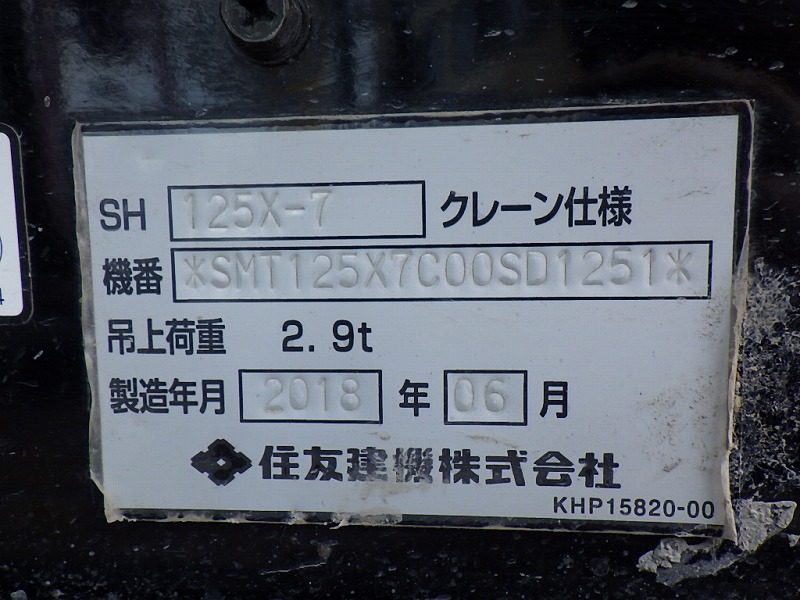 SH 125X-7 クレーン仕様
機番 *SMT125X7C00SD1251*
吊上荷重 2.9t
製造年月 2018 年 06 月
住友建機株式会社
KHP15820-00
4